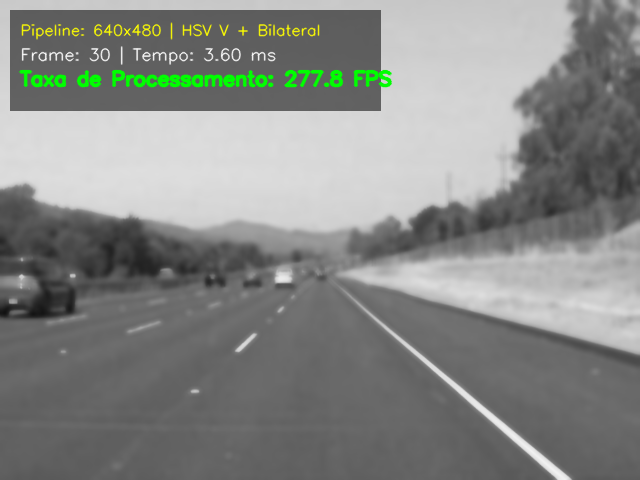 Pipeline: 640x480 | HSV V + Bilateral
Frame: 30 | Tempo: 3.60 ms
Taxa de Processamento: 277.8 FPS